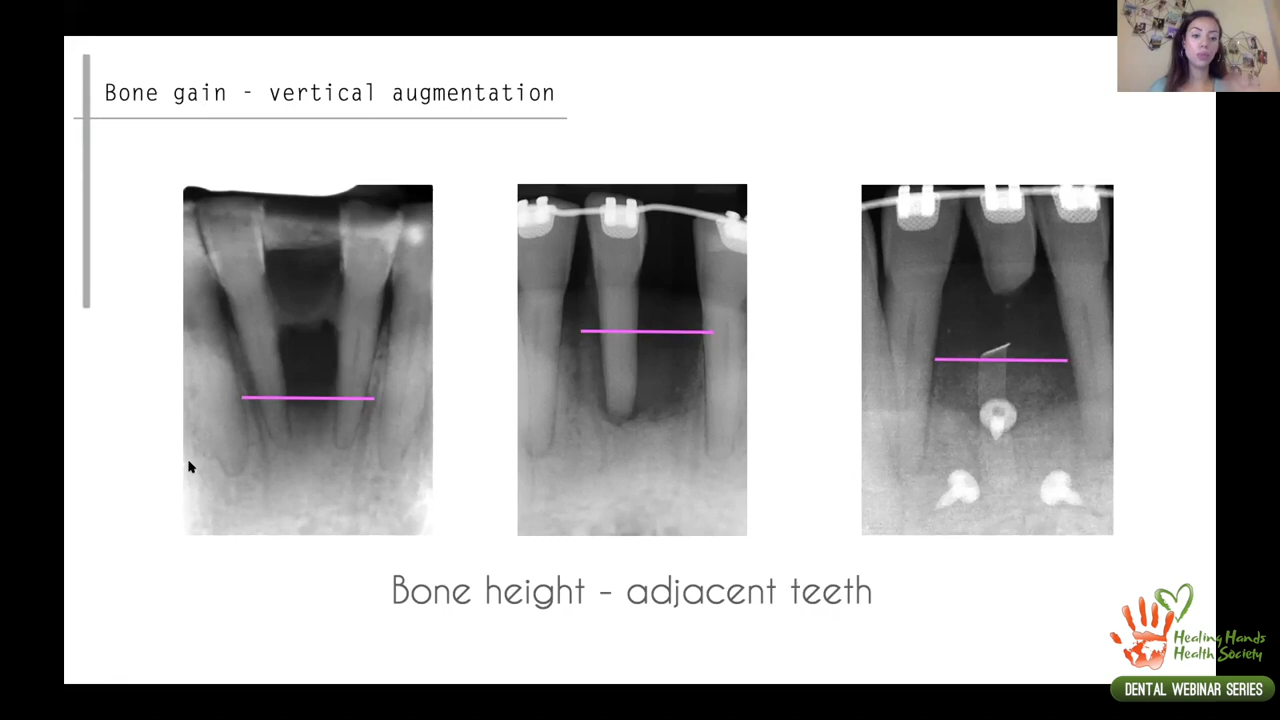 Bone gain - vertical augmentation
Bone height - adjacent teeth
Healing Hands
Health Society
DENTAL WEBINAR SERIES